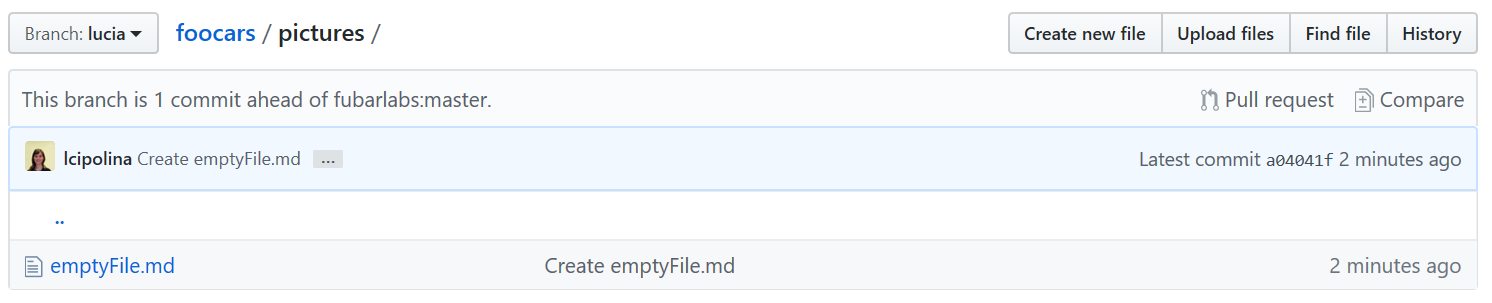 Branch: lucia foocars / pictures / Create new file Upload files Find file History
This branch is 1 commit ahead of fubarlabs:master. Pull request Compare
lcipolina Create emptyFile.md ... Latest commit a04041f 2 minutes ago
..
emptyFile.md Create emptyFile.md 2 minutes ago